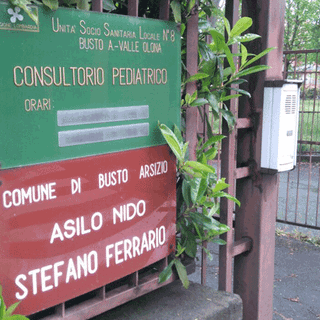 UNITÀ SOCIO SANITARIA LOCALE N° 8
BUSTO A.-VALLE OLONA
CONSULTORIO PEDIATRICO
ORARI:
COMUNE DI BUSTO ARSIZIO
ASILO NIDO
STEFANO FERRARIO